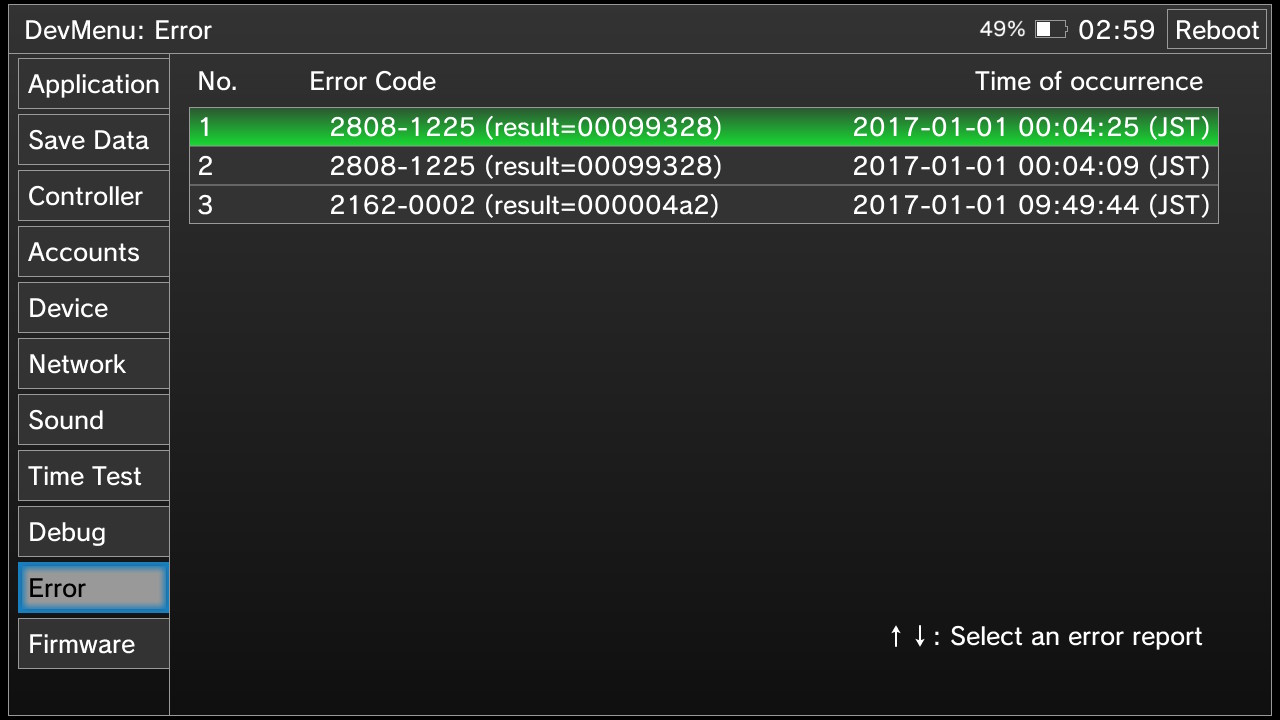 DevMenu: Error 49% 02:59 Reboot
Application
Save Data
Controller
Accounts
Device
Network
Sound
Time Test
Debug
Error
Firmware
No. Error Code Time of occurrence
1 2808-1225 (result=00099328) 2017-01-01 00:04:25 (JST)
2 2808-1225 (result=00099328) 2017-01-01 00:04:09 (JST)
3 2162-0002 (result=000004a2) 2017-01-01 09:49:44 (JST)
↑ ↓: Select an error report